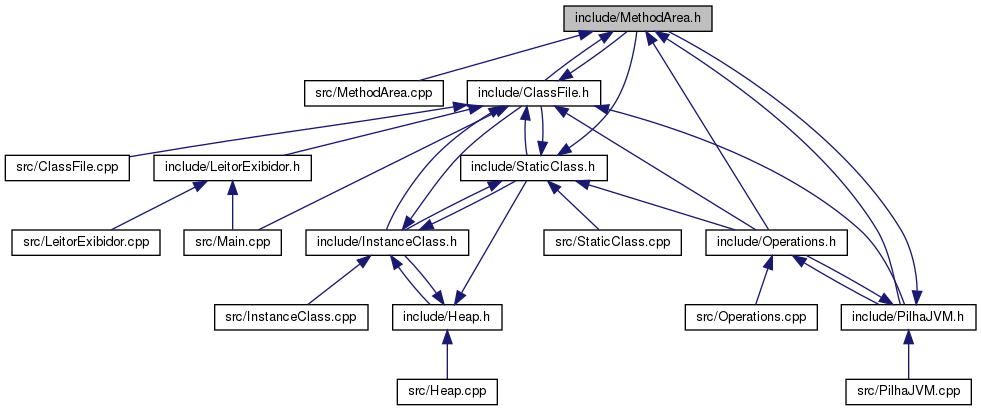 include/MethodArea.h
src/MethodArea.cpp
include/ClassFile.h
src/ClassFile.cpp
include/LeitorExibidor.h
include/StaticClass.h
src/LeitorExibidor.cpp
src/Main.cpp
include/InstanceClass.h
src/StaticClass.cpp
include/Operations.h
src/InstanceClass.cpp
include/Heap.h
src/Operations.cpp
include/PilhaJVM.h
src/Heap.cpp
src/PilhaJVM.cpp